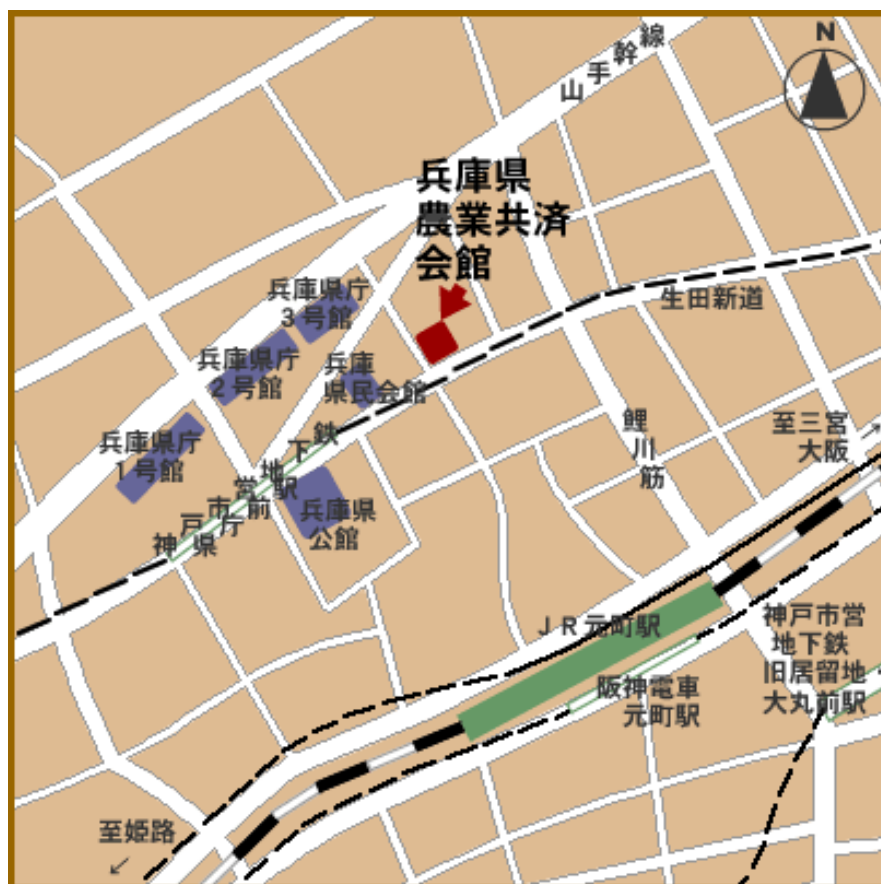 N
山手幹線
兵庫県
農業共済
会館
生田新道
兵庫県庁
3号館
兵庫県庁
2号館
兵庫
県民会館
兵庫県庁
1号館
神戸市営地下鉄
県庁前駅
兵庫県
公館
鯉川筋
至三宮
大阪
JR元町駅
阪神電車
元町駅
神戸市営
地下鉄
旧居留地
大丸前駅
至姫路